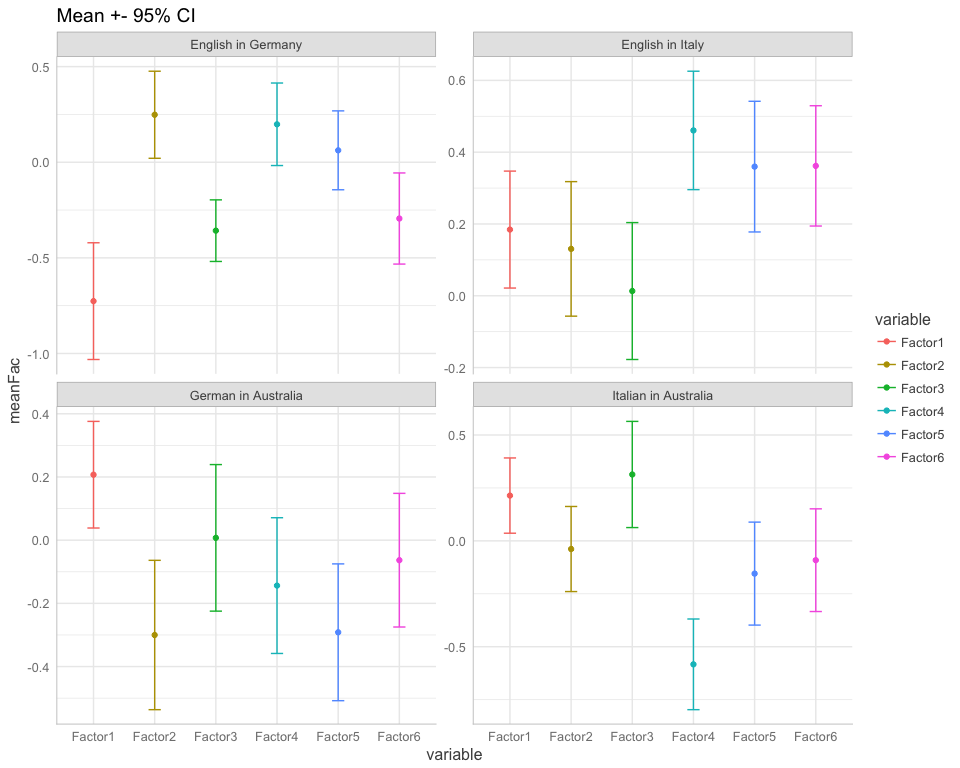 Mean +- 95% CI
English in Germany
English in Italy
0.5
0.0
-0.5
-1.0
0.6
0.4
0.2
0.0
-0.2
meanFac
German in Australia
Italian in Australia
0.4
0.2
0.0
-0.2
-0.4
0.5
0.0
-0.5
Factor1 Factor2 Factor3 Factor4 Factor5 Factor6
Factor1 Factor2 Factor3 Factor4 Factor5 Factor6
variable
variable
Factor1
Factor2
Factor3
Factor4
Factor5
Factor6